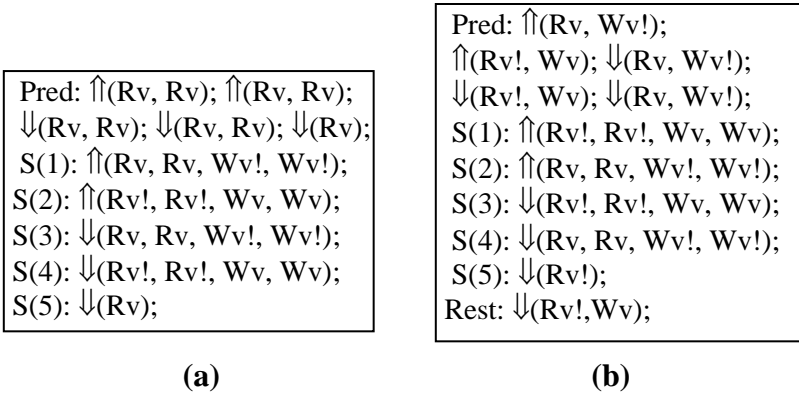 Pred: ⇑(Rv, Rv); ⇑(Rv, Rv);
⇓(Rv, Rv); ⇓(Rv, Rv); ⇓(Rv);
S(1): ⇑(Rv, Rv, Wv!, Wv!);
S(2): ⇑(Rv!, Rv!, Wv, Wv);
S(3): ⇓(Rv, Rv, Wv!, Wv!);
S(4): ⇓(Rv!, Rv!, Wv, Wv);
S(5): ⇓(Rv);
(a)
Pred: ⇑(Rv, Wv!);
⇑(Rv!, Wv); ⇓(Rv, Wv!);
⇓(Rv!, Wv); ⇓(Rv, Wv!);
S(1): ⇑(Rv!, Rv!, Wv, Wv);
S(2): ⇑(Rv, Rv, Wv!, Wv!);
S(3): ⇓(Rv!, Rv!, Wv, Wv);
S(4): ⇓(Rv, Rv, Wv!, Wv!);
S(5): ⇓(Rv!);
Rest: ⇓(Rv!,Wv);
(b)